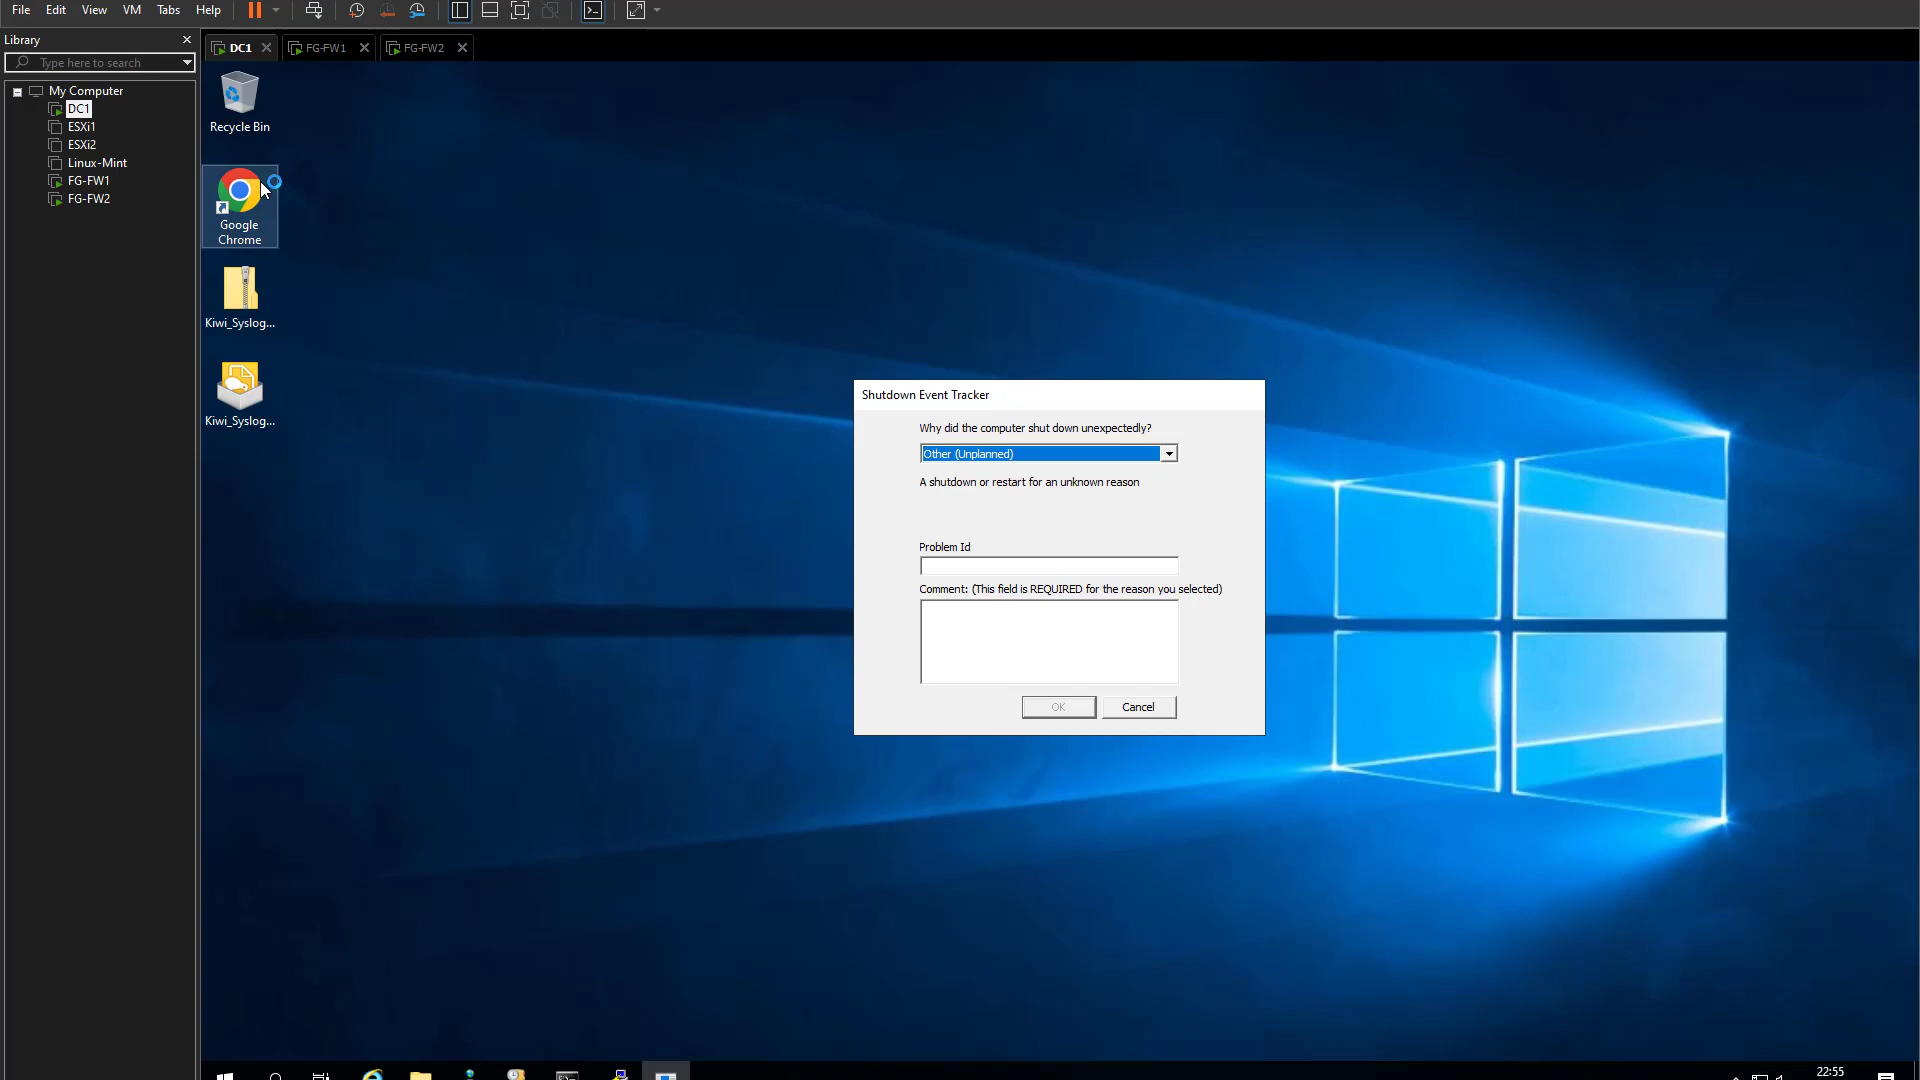 File Edit View VM Tabs Help
Library
Type here to search
DC1
FG-FW1
FG-FW2
My Computer
DC1
ESXi1
ESXi2
Linux-Mint
FG-FW1
FG-FW2
Recycle Bin
Google
Chrome
Kiwi_Syslog...
Kiwi_Syslog...
Shutdown Event Tracker
Why did the computer shut down unexpectedly?
Other (Unplanned)
A shutdown or restart for an unknown reason
Problem Id
Comment: (This field is REQUIRED for the reason you selected)
OK
Cancel
22:55